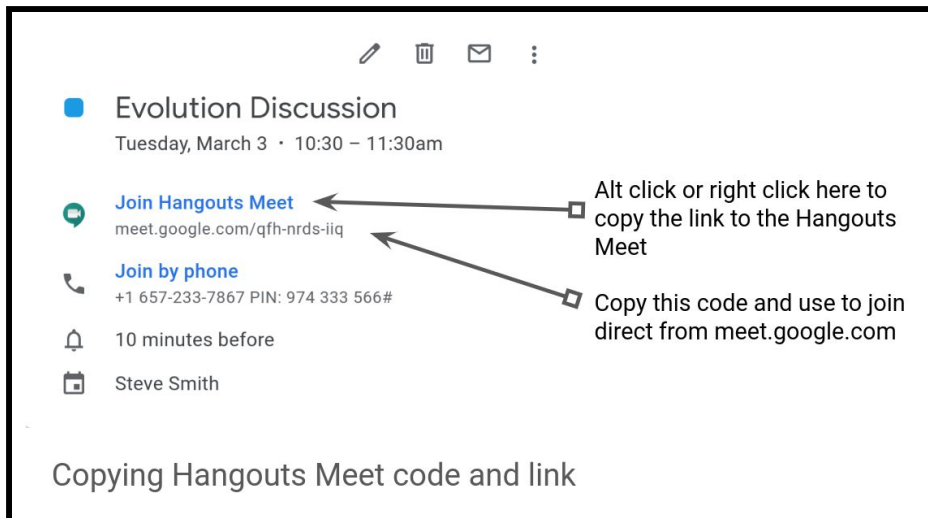 Evolution Discussion
Tuesday, March 3 • 10:30 – 11:30am
Join Hangouts Meet
meet.google.com/qfh-nrds-iiq
Join by phone
+1 657-233-7867 PIN: 974 333 566#
10 minutes before
Steve Smith
Alt click or right click here to
copy the link to the Hangouts
Meet
Copy this code and use to join
direct from meet.google.com
Copying Hangouts Meet code and link